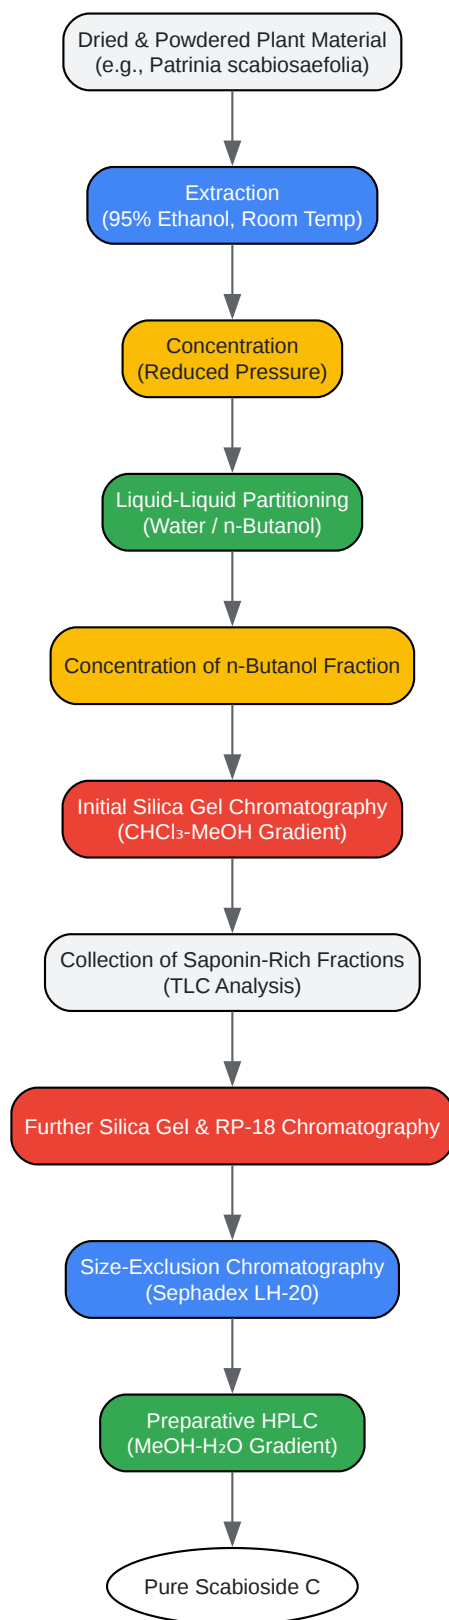 Dried & Powdered Plant Material
(e.g., Patrinia scabiosaefolia)
Extraction
(95% Ethanol, Room Temp)
Concentration
(Reduced Pressure)
Liquid-Liquid Partitioning
(Water / n-Butanol)
Concentration of n-Butanol Fraction
Initial Silica Gel Chromatography
(CHCl₃-MeOH Gradient)
Collection of Saponin-Rich Fractions
(TLC Analysis)
Further Silica Gel & RP-18 Chromatography
Size-Exclusion Chromatography
(Sephadex LH-20)
Preparative HPLC
(MeOH-H₂O Gradient)
Pure Scabioside C